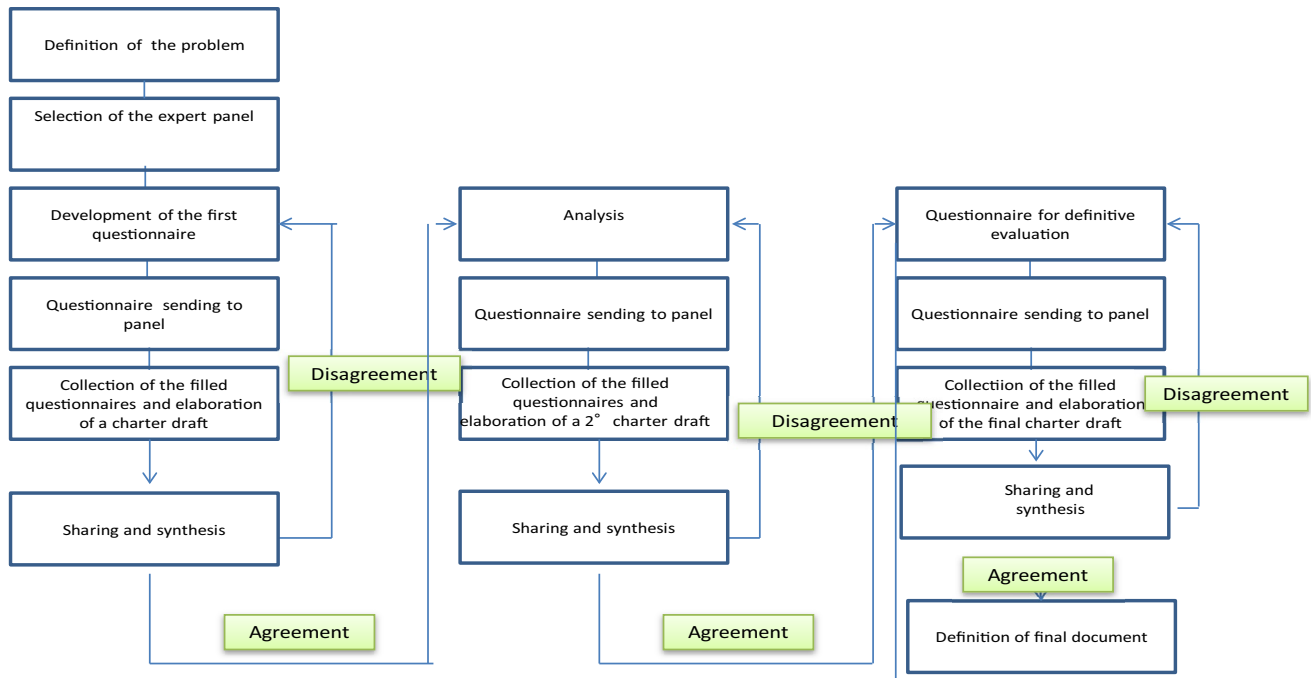 Definition of the problem
Selection of the expert panel
Development of the first
questionnaire
Questionnaire sending to
panel
Collection of the filled
questionnaires and elaboration
of a charter draft
Sharing and synthesis
Disagreement
Agreement
Analysis
Questionnaire sending to panel
Collection of the filled
questionnaires and
elaboration of a 2° charter draft
Sharing and synthesis
Disagreement
Agreement
Questionnaire for definitive
evaluation
Questionnaire sending to panel
Collection of the filled
questionnaire and elaboration
of the final charter draft
Sharing and
synthesis
Disagreement
Agreement
Definition of final document